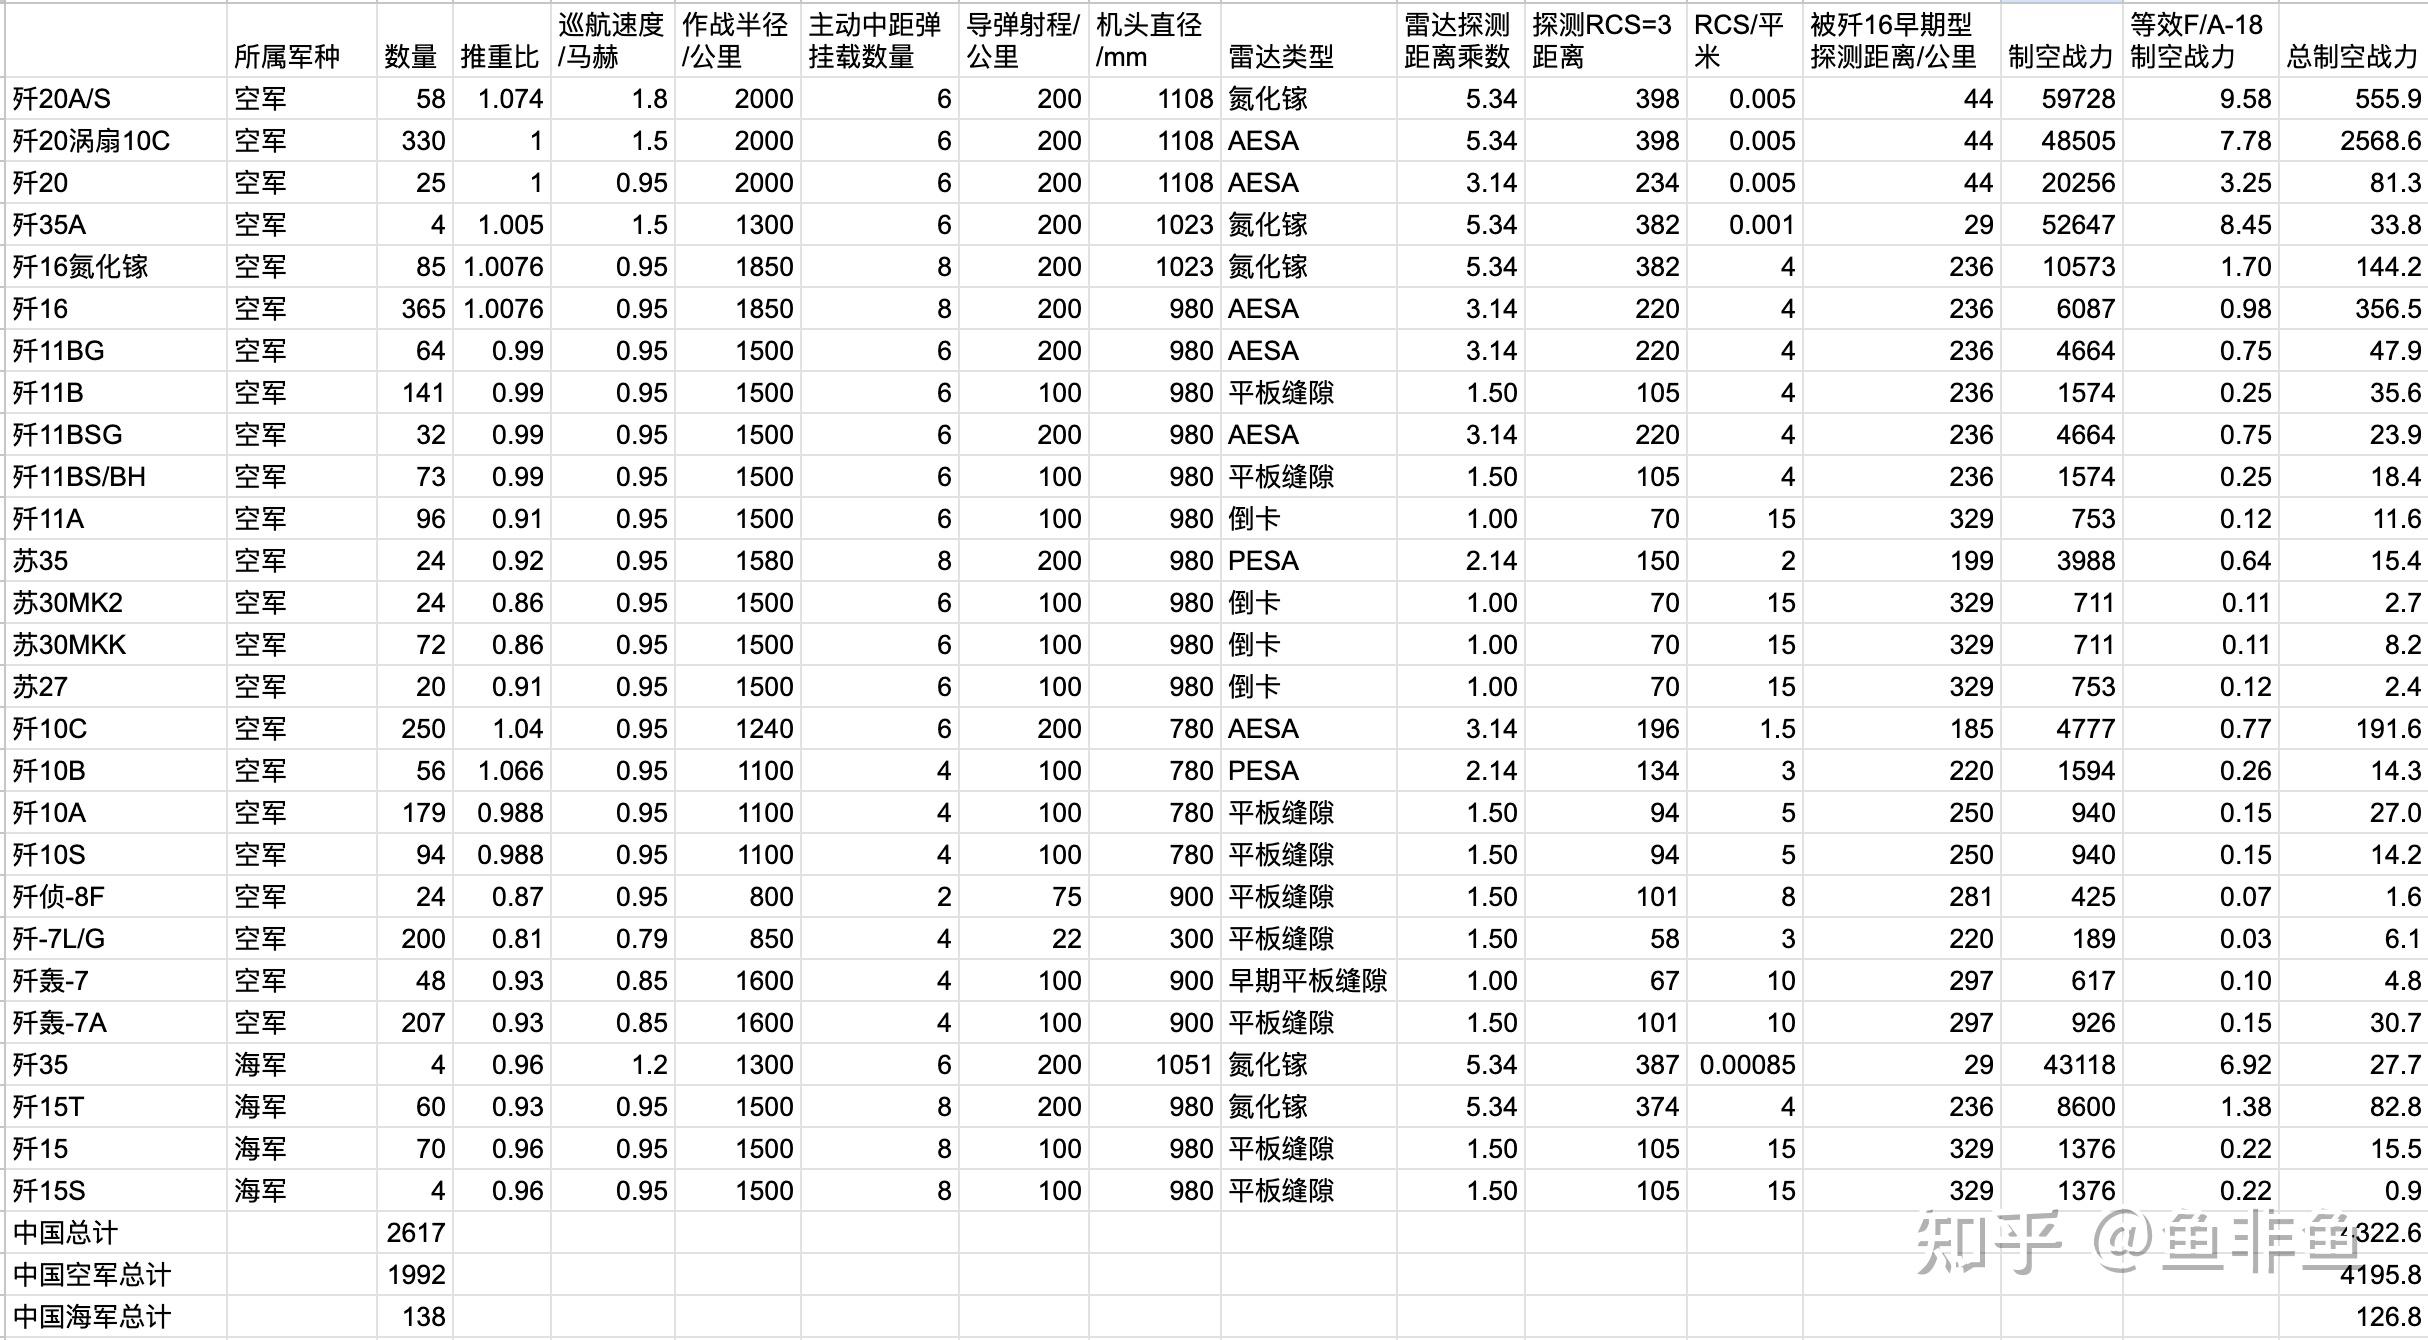 所属军种 数量 推重比 巡航速度/马赫 作战半径/公里 主动中距弹挂载数量 导弹射程/公里 机头直径/mm 雷达类型 雷达探测距离乘数 探测RCS=3距离 RCS/平米 被歼16早期型探测距离/公里 制空战力 等效F/A-18制空战力 总制空战力
歼20A/S 空军 58 1.074 1.8 2000 6 200 1108 氮化镓 5.34 398 0.005 44 59728 9.58 555.9
歼20涡扇10C 空军 330 1 1.5 2000 6 200 1108 AESA 5.34 398 0.005 44 48505 7.78 2568.6
歼20 空军 25 1 0.95 2000 6 200 1108 AESA 3.14 234 0.005 44 20256 3.25 81.3
歼35A 空军 4 1.005 1.5 1300 6 200 1023 氮化镓 5.34 382 0.001 29 52647 8.45 33.8
歼16氮化镓 空军 85 1.0076 0.95 1850 8 200 1023 氮化镓 5.34 382 4 236 10573 1.70 144.2
歼16 空军 365 1.0076 0.95 1850 8 200 980 AESA 3.14 220 4 236 6087 0.98 356.5
歼11BG 空军 64 0.99 0.95 1500 6 200 980 AESA 3.14 220 4 236 4664 0.75 47.9
歼11B 空军 141 0.99 0.95 1500 6 100 980 平板缝隙 1.50 105 4 236 1574 0.25 35.6
歼11BSG 空军 32 0.99 0.95 1500 6 200 980 AESA 3.14 220 4 236 4664 0.75 23.9
歼11BS/BH 空军 73 0.99 0.95 1500 6 100 980 平板缝隙 1.50 105 4 236 1574 0.25 18.4
歼11A 空军 96 0.91 0.95 1500 6 100 980 倒卡 1.00 70 15 329 753 0.12 11.6
苏35 空军 24 0.92 0.95 1580 8 200 980 PESA 2.14 150 2 199 3988 0.64 15.4
苏30MK2 空军 24 0.86 0.95 1500 6 100 980 倒卡 1.00 70 15 329 711 0.11 2.7
苏30MKK 空军 72 0.86 0.95 1500 6 100 980 倒卡 1.00 70 15 329 711 0.11 8.2
苏27 空军 20 0.91 0.95 1500 6 100 980 倒卡 1.00 70 15 329 753 0.12 2.4
歼10C 空军 250 1.04 0.95 1240 6 200 780 AESA 3.14 196 1.5 185 4777 0.77 191.6
歼10B 空军 56 1.066 0.95 1100 4 100 780 PESA 2.14 134 3 220 1594 0.26 14.3
歼10A 空军 179 0.988 0.95 1100 4 100 780 平板缝隙 1.50 94 5 250 940 0.15 27.0
歼10S 空军 94 0.988 0.95 1100 4 100 780 平板缝隙 1.50 94 5 250 940 0.15 14.2
歼侦-8F 空军 24 0.87 0.95 800 2 75 900 平板缝隙 1.50 101 8 281 425 0.07 1.6
歼-7L/G 空军 200 0.81 0.79 850 4 22 300 平板缝隙 1.50 58 3 220 189 0.03 6.1
歼轰-7 空军 48 0.93 0.85 1600 4 100 900 早期平板缝隙 1.00 67 10 297 617 0.10 4.8
歼轰-7A 空军 207 0.93 0.85 1600 4 100 900 平板缝隙 1.50 101 10 297 926 0.15 30.7
歼35 海军 4 0.96 1.2 1300 6 200 1051 氮化镓 5.34 387 0.00085 29 43118 6.92 27.7
歼15T 海军 60 0.93 0.95 1500 8 200 980 氮化镓 5.34 374 4 236 8600 1.38 82.8
歼15 海军 70 0.96 0.95 1500 8 100 980 平板缝隙 1.50 105 15 329 1376 0.22 15.5
歼15S 海军 4 0.96 0.95 1500 8 100 980 平板缝隙 1.50 105 15 329 1376 0.22 0.9
中国总计 2617 4322.6
中国空军总计 1992 4195.8
中国海军总计 138 126.8
知乎 @鱼非鱼